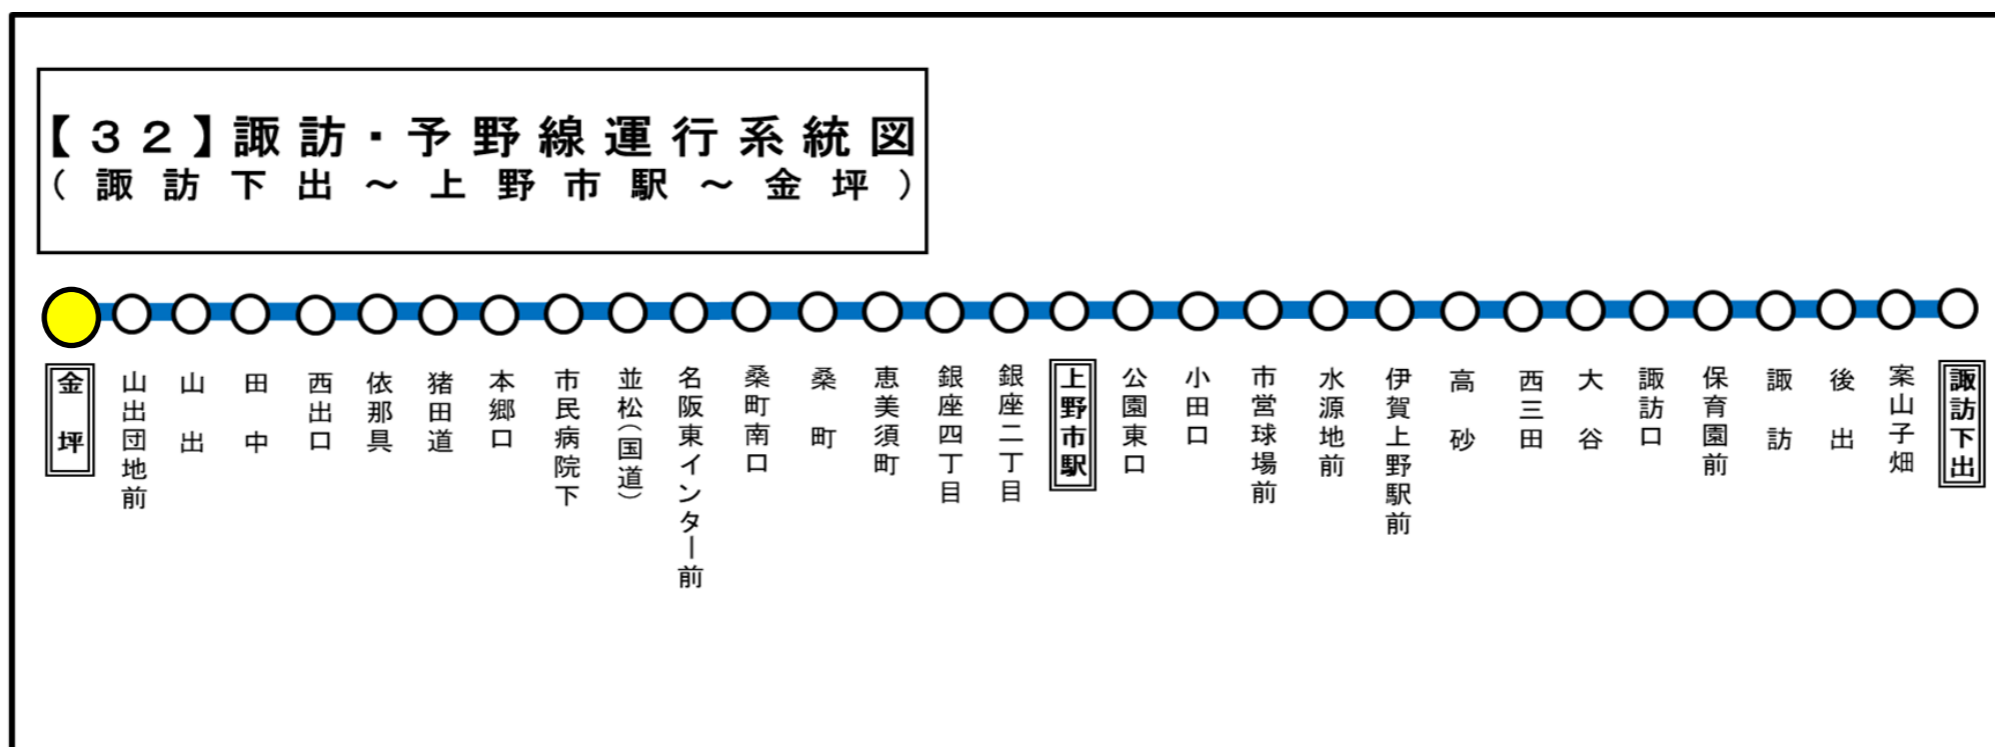 【32】諏訪・予野線運行系統図
(諏訪下出～上野市駅～金坪)
金坪
山出団地前
山出
田中
西出口
依那具
猪田道
本郷口
市民病院下
並松(国道)
名阪東インター前
桑町南口
桑町
恵美須町
銀座四丁目
銀座二丁目
上野市駅
公園東口
小田口
市営球場前
水源地前
伊賀上野駅前
高砂
西三田
大谷
諏訪口
保育園前
諏訪
後出
案山子畑
諏訪下出